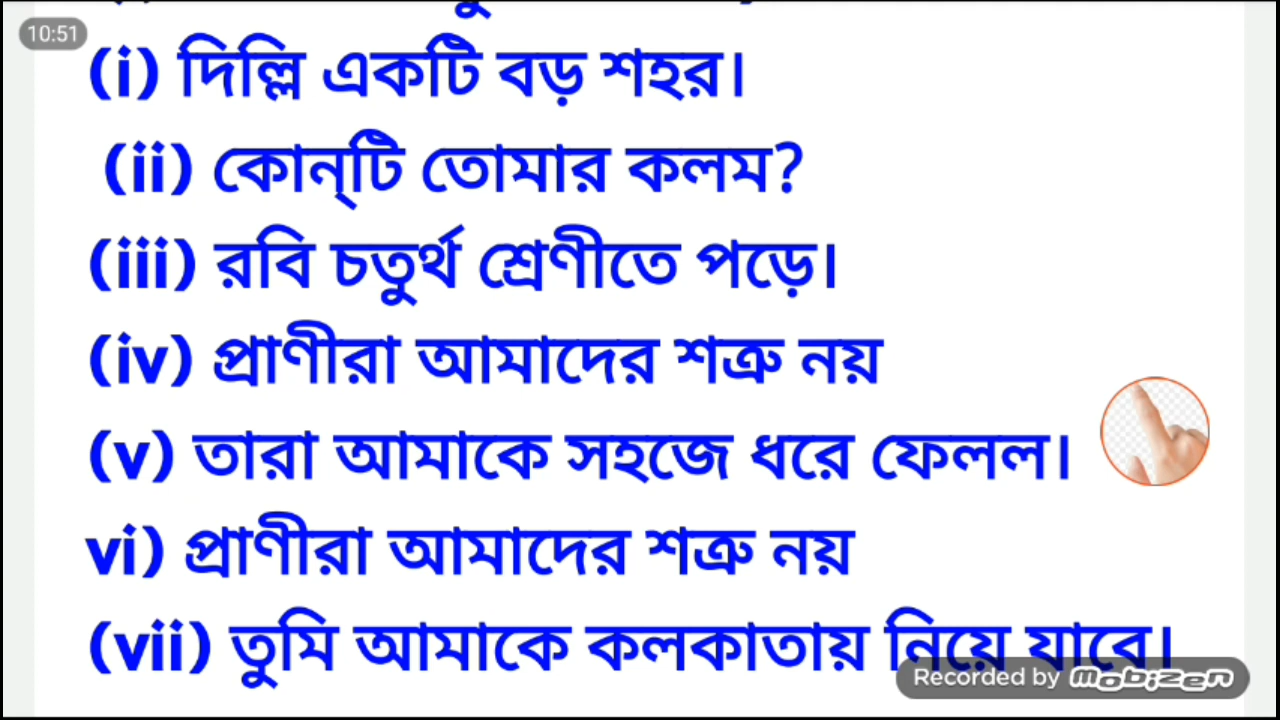 10:51
(i) দিল্লি একটি বড় শহর।
(ii) কোন্‌টি তোমার কলম?
(iii) রবি চতুর্থ শ্রেণীতে পড়ে।
(iv) প্রাণীরা আমাদের শত্রু নয়
(v) তারা আমাকে সহজে ধরে ফেলল।
vi) প্রাণীরা আমাদের শত্রু নয়
(vii) তুমি আমাকে কলকাতায় নিয়ে যাবে।
Recorded by mobizen